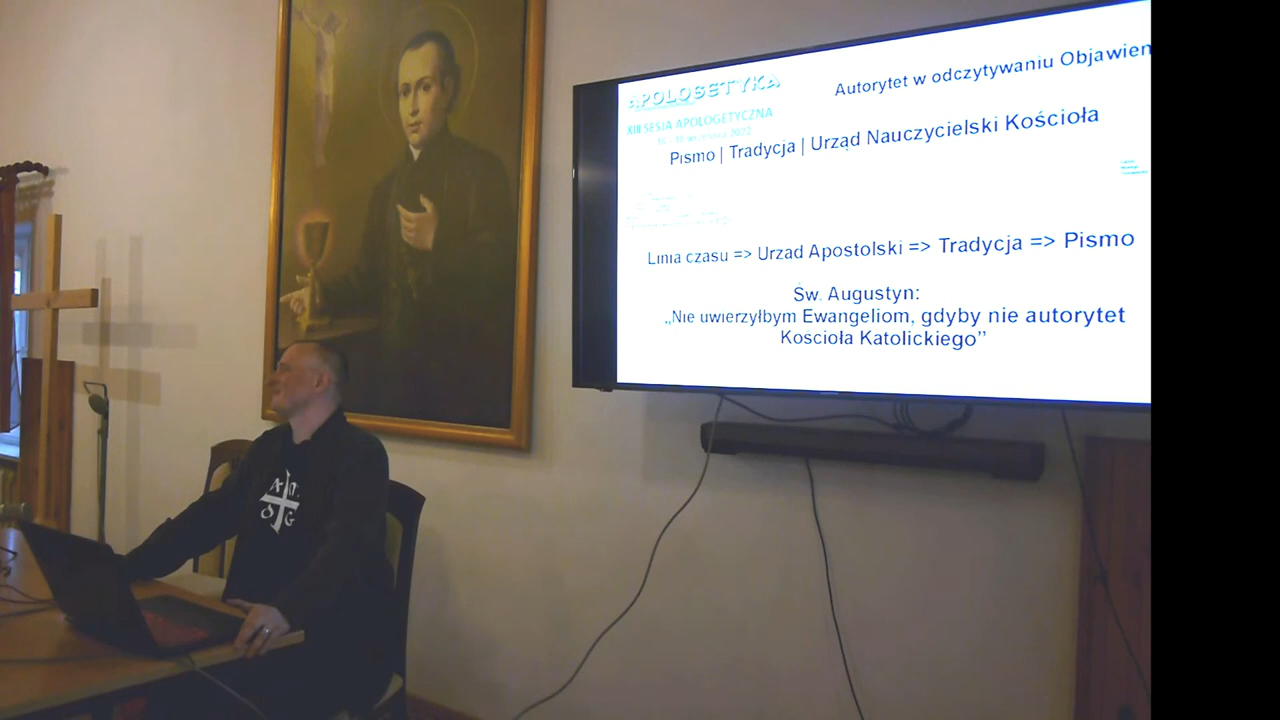 APOLOGETYKA
Autorytet w odczytywaniu Objawien
XIII SESJA APOLOGETYCZNA
Pismo | Tradycja | Urząd Nauczycielski Kościoła
Linia czasu => Urzad Apostolski => Tradycja => Pismo
Św. Augustyn:
„Nie uwierzyłbym Ewangeliom, gdyby nie autorytet
Koscioła Katolickiego”